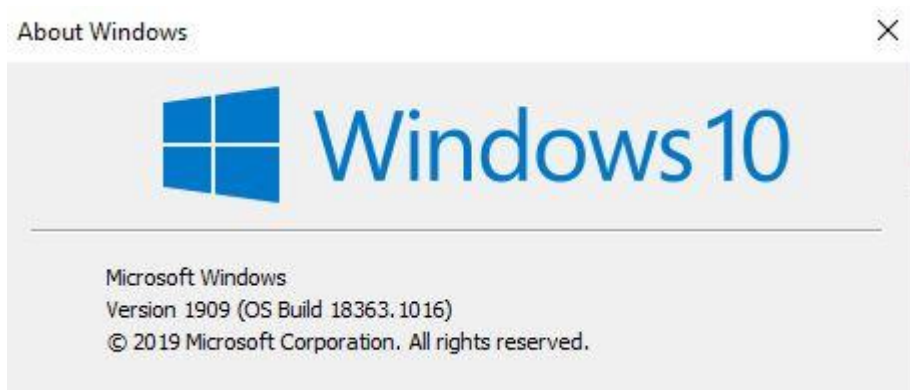 About Windows
Windows 10
Microsoft Windows
Version 1909 (OS Build 18363.1016)
© 2019 Microsoft Corporation. All rights reserved.